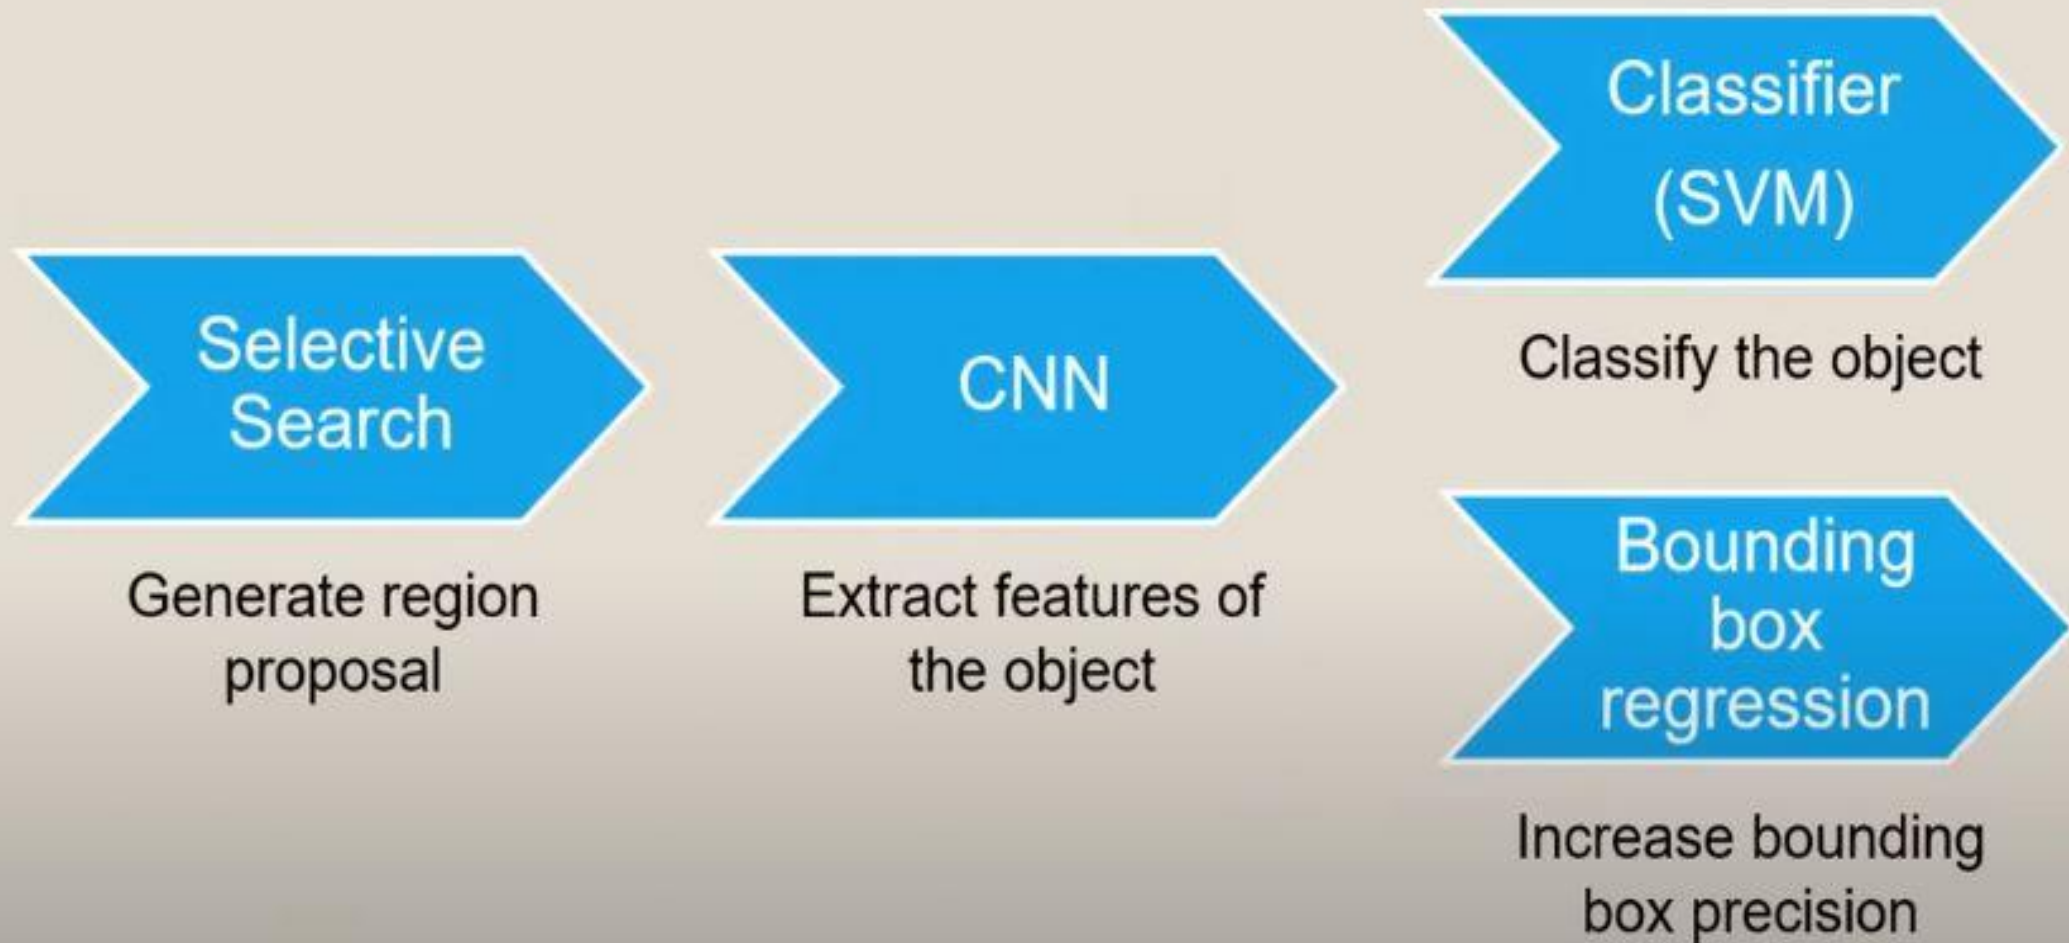 Selective
Search
Generate region
proposal
CNN
Extract features of
the object
Classifier
(SVM)
Classify the object
Bounding
box
regression
Increase bounding
box precision